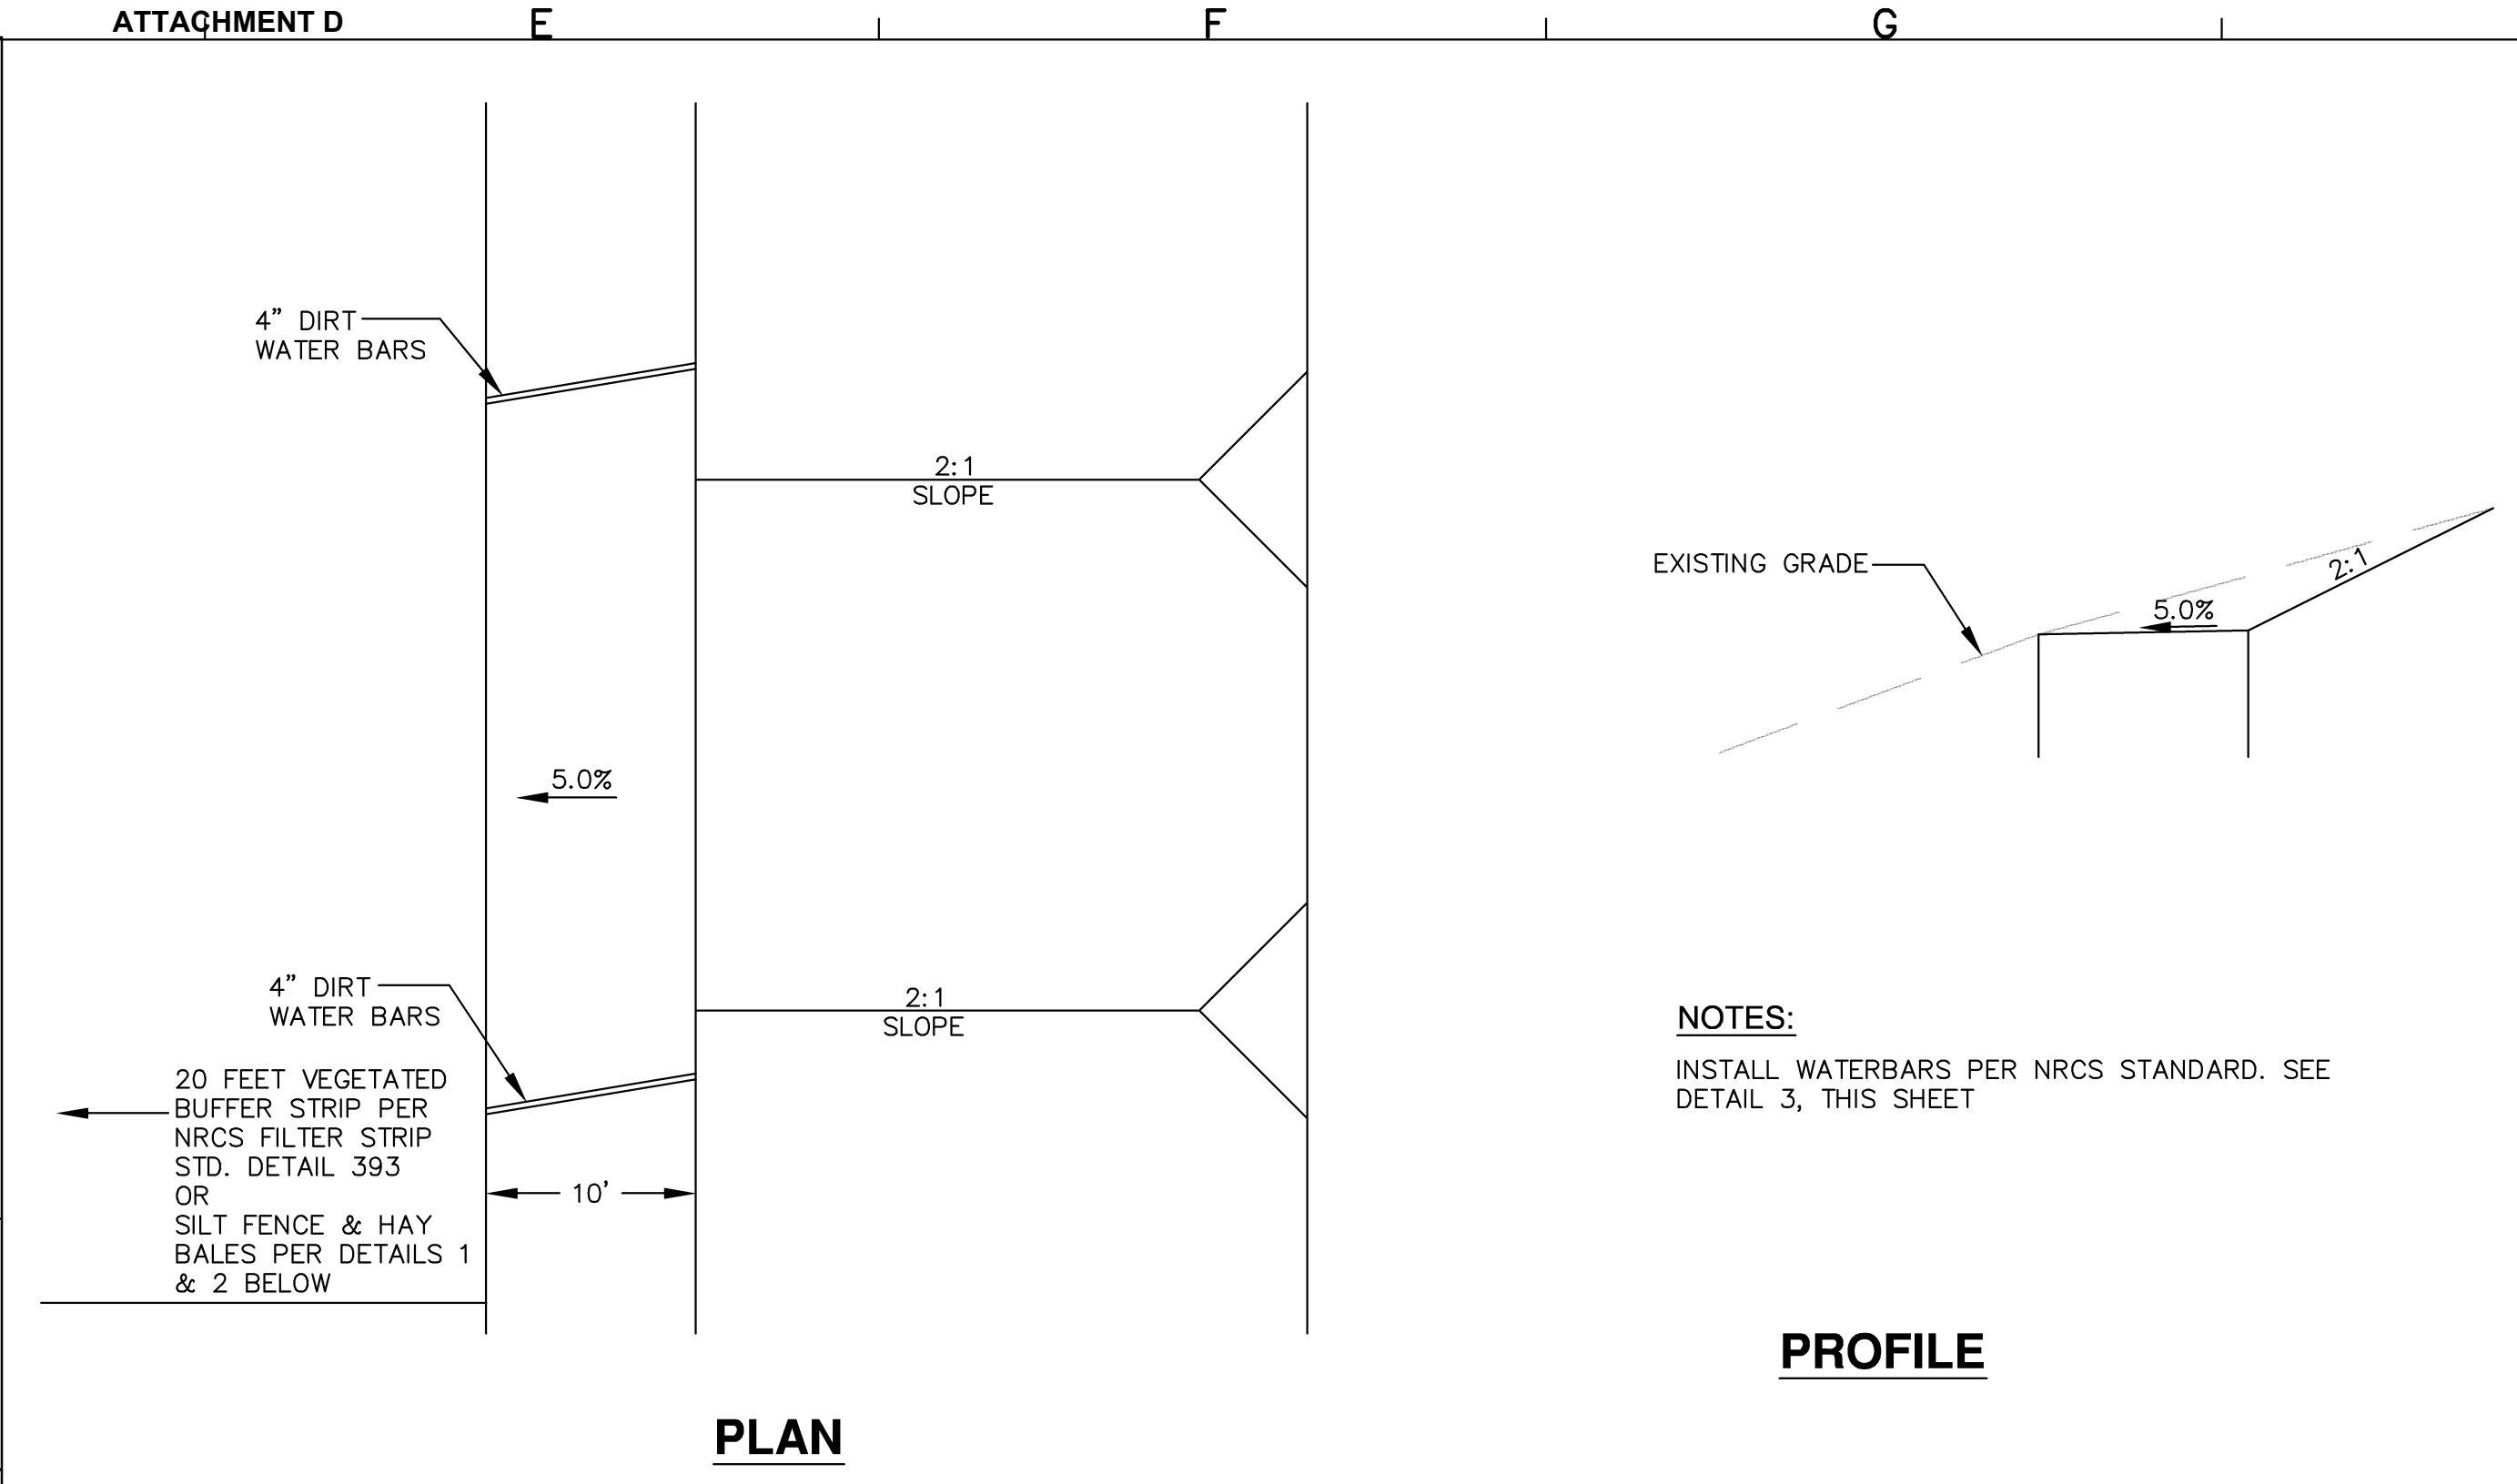 ATTACHMENT D
E
F
G
4" DIRT
WATER BARS
2:1
SLOPE
5.0%
4" DIRT
WATER BARS
2:1
SLOPE
20 FEET VEGETATED
BUFFER STRIP PER
NRCS FILTER STRIP
STD. DETAIL 393
OR
SILT FENCE & HAY
BALES PER DETAILS 1
& 2 BELOW
10'
PLAN
EXISTING GRADE
2:1
5.0%
NOTES:
INSTALL WATERBARS PER NRCS STANDARD. SEE
DETAIL 3, THIS SHEET
PROFILE